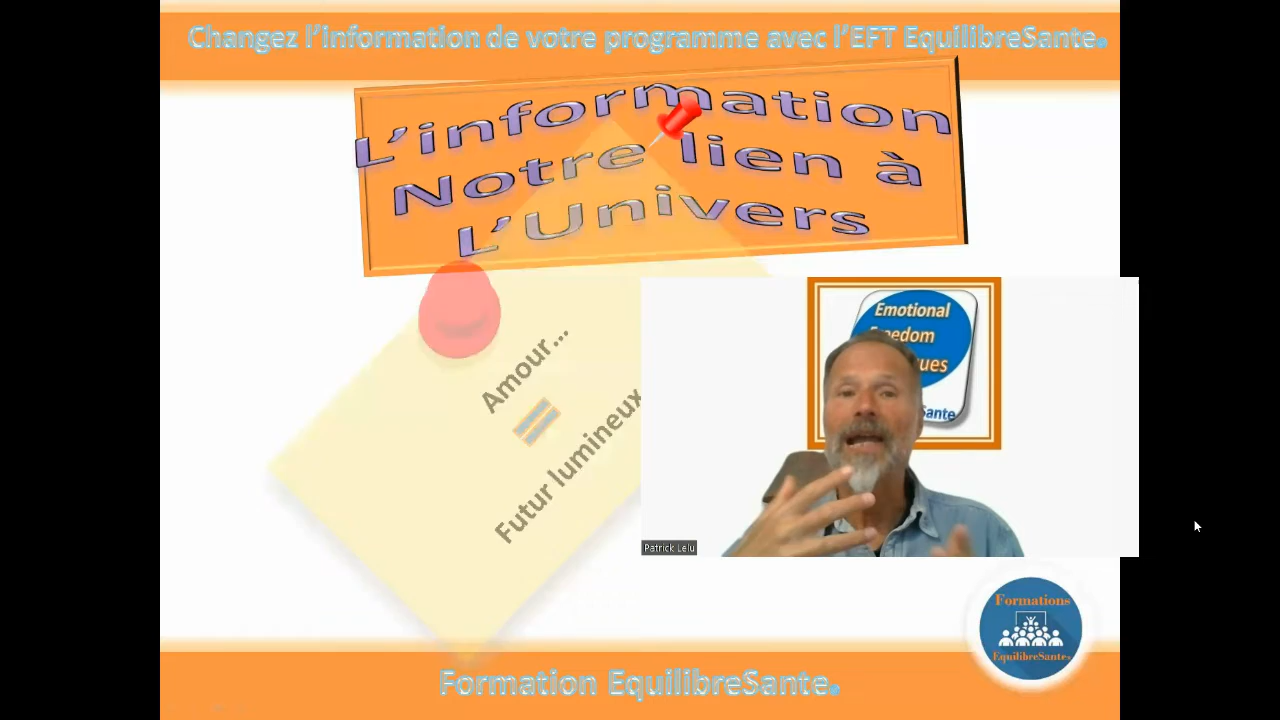 Changez l'information de votre programme avec l'EFT EquilibreSante.
L'information
Notre lien à
L'Univers
Amour...
=
Futur lumineux
Emotional
Freedom
ques
Sante
Patrick Lelu
Formations
EquilibreSante.
Formation EquilibreSante.